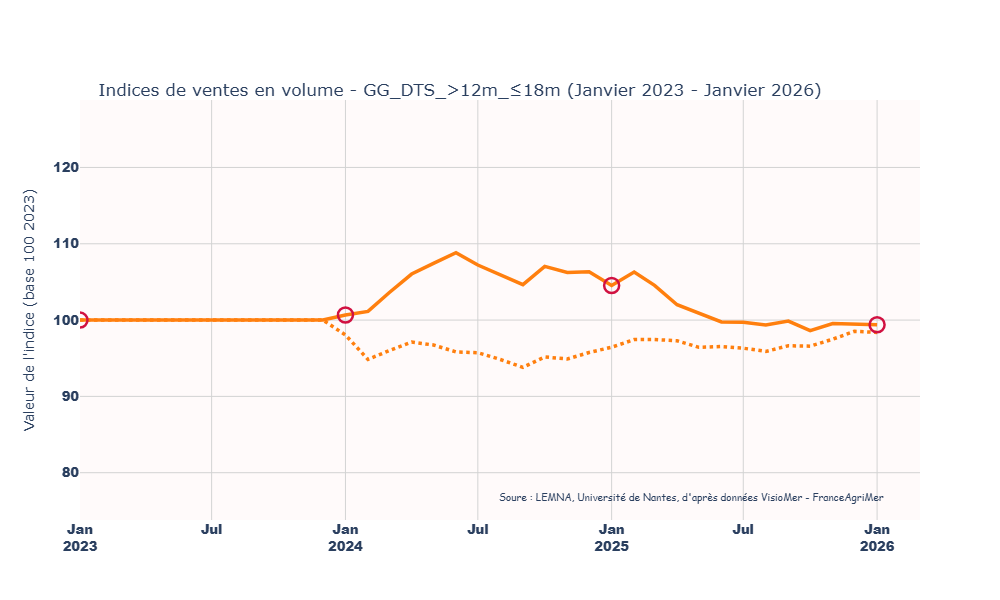 Indices de ventes en volume - GG_DTS_>12m_≤18m (Janvier 2023 - Janvier 2026)
Valeur de l'indice (base 100 2023)
120
110
100
90
80
Soure : LEMNA, Université de Nantes, d'après données VisioMer - FranceAgriMer
Jan
2023
Jul
Jan
2024
Jul
Jan
2025
Jul
Jan
2026